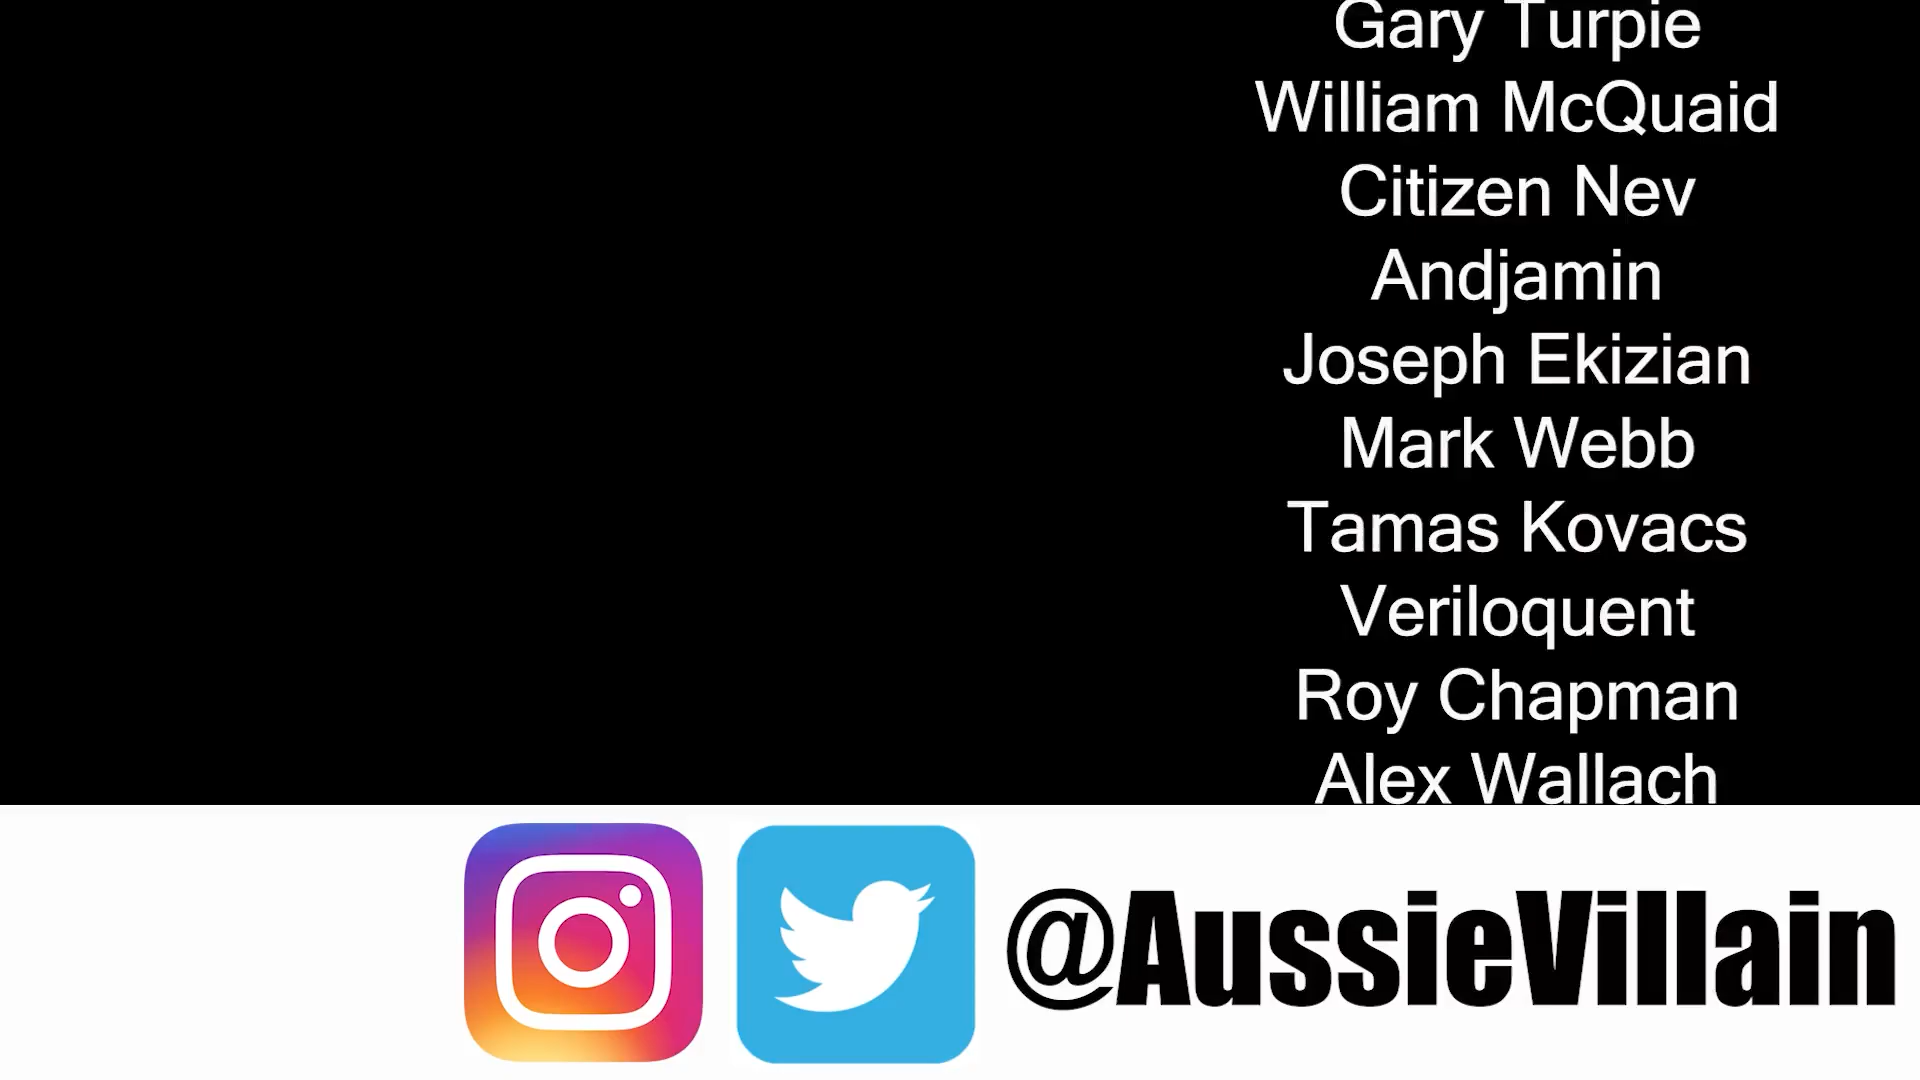 Gary Turpie
William McQuaid
Citizen Nev
Andjamin
Joseph Ekizian
Mark Webb
Tamas Kovacs
Veriloquent
Roy Chapman
Alex Wallach
@AussieVillain